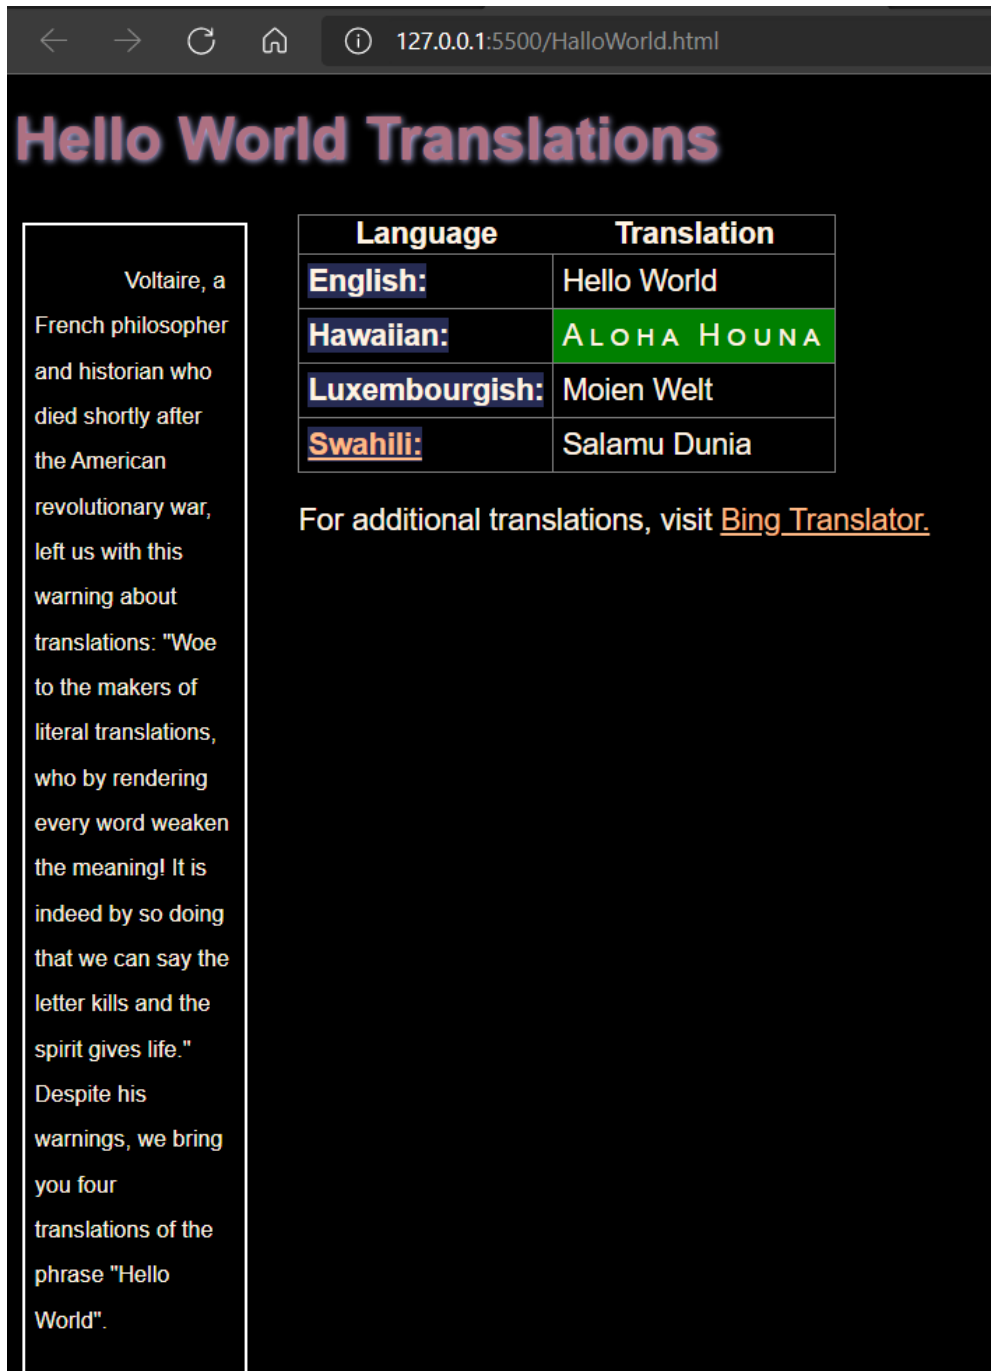 127.0.0.1:5500/HalloWorld.html
Hello World Translations
Voltaire, a
French philosopher
and historian who
died shortly after
the American
revolutionary war,
left us with this
warning about
translations: "Woe
to the makers of
literal translations,
who by rendering
every word weaken
the meaning! It is
indeed by so doing
that we can say the
letter kills and the
spirit gives life."
Despite his
warnings, we bring
you four
translations of the
phrase "Hello
World".
Language Translation
English: Hello World
Hawaiian: Aloha Houna
Luxembourgish: Moien Welt
Swahili: Salamu Dunia
For additional translations, visit Bing Translator.